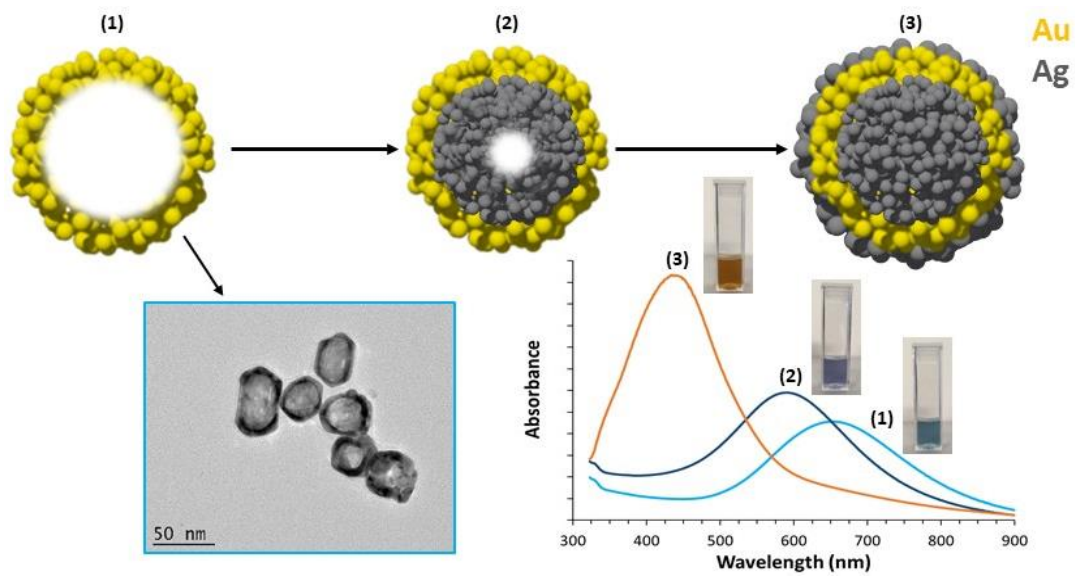 (1)
(2)
(3)
Au
Ag
50 nm
Absorbance
(3)
(2)
(1)
300
400
500
600
700
800
900
Wavelength (nm)